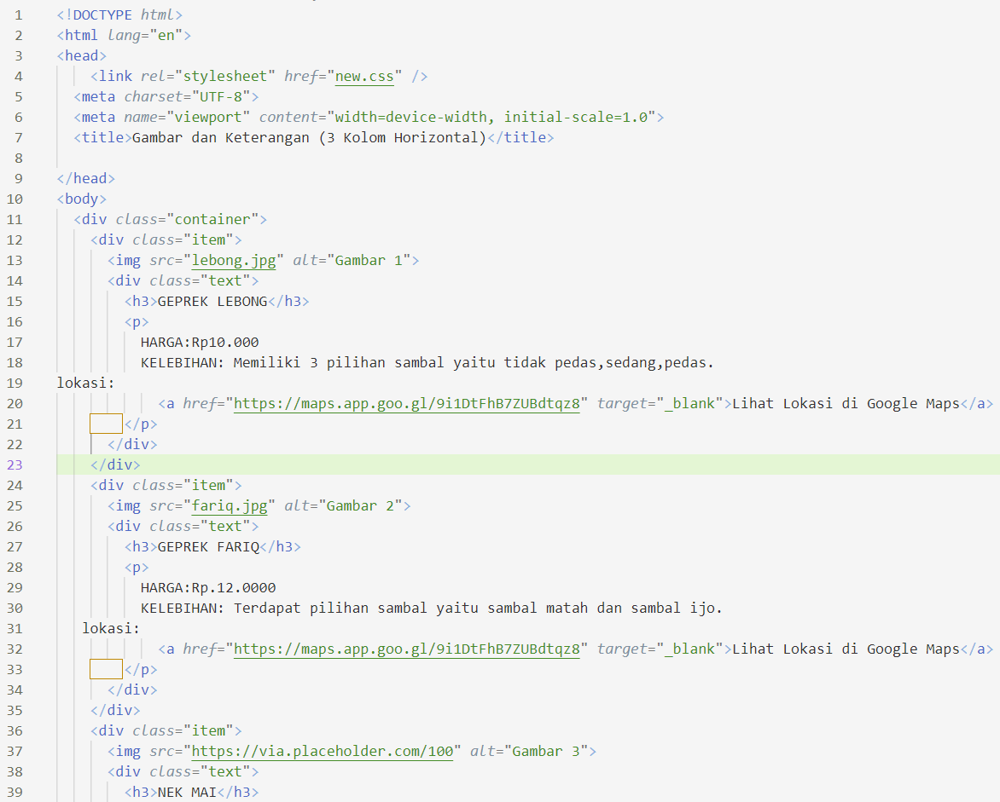 1 <!DOCTYPE html>
2 <html lang="en">
3 <head>
4 <link rel="stylesheet" href="new.css" />
5 <meta charset="UTF-8">
6 <meta name="viewport" content="width=device-width, initial-scale=1.0">
7 <title>Gambar dan Keterangan (3 Kolom Horizontal)</title>
8
9 </head>
10 <body>
11 <div class="container">
12 <div class="item">
13 <img src="lebong.jpg" alt="Gambar 1">
14 <div class="text">
15 <h3>GEPREK LEBONG</h3>
16 <p>
17 HARGA:Rp10.000
18 KELEBIHAN: Memiliki 3 pilihan sambal yaitu tidak pedas,sedang,pedas.
19 lokasi:
20 <a href="https://maps.app.goo.gl/9i1DtFhB7ZUBdtqz8" target="_blank">Lihat Lokasi di Google Maps</a>
21 </p>
22 </div>
23 </div>
24 <div class="item">
25 <img src="fariq.jpg" alt="Gambar 2">
26 <div class="text">
27 <h3>GEPREK FARIQ</h3>
28 <p>
29 HARGA:Rp.12.0000
30 KELEBIHAN: Terdapat pilihan sambal yaitu sambal matah dan sambal ijo.
31 lokasi:
32 <a href="https://maps.app.goo.gl/9i1DtFhB7ZUBdtqz8" target="_blank">Lihat Lokasi di Google Maps</a>
33 </p>
34 </div>
35 </div>
36 <div class="item">
37 <img src="https://via.placeholder.com/100" alt="Gambar 3">
38 <div class="text">
39 <h3>NEK MAI</h3>